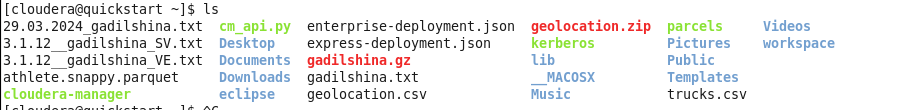 [cloudera@quickstart ~]$ ls
29.03.2024_gadilshina.txt cm_api.py enterprise-deployment.json geolocation.zip parcels Videos
3.1.12__gadilshina_SV.txt Desktop express-deployment.json kerberos Pictures workspace
3.1.12__gadilshina_VE.txt Documents gadilshina.gz lib Public
athlete.snappy.parquet Downloads gadilshina.txt __MACOSX Templates
cloudera-manager eclipse geolocation.csv Music trucks.csv
[cloudera@quickstart ~]$ ^C